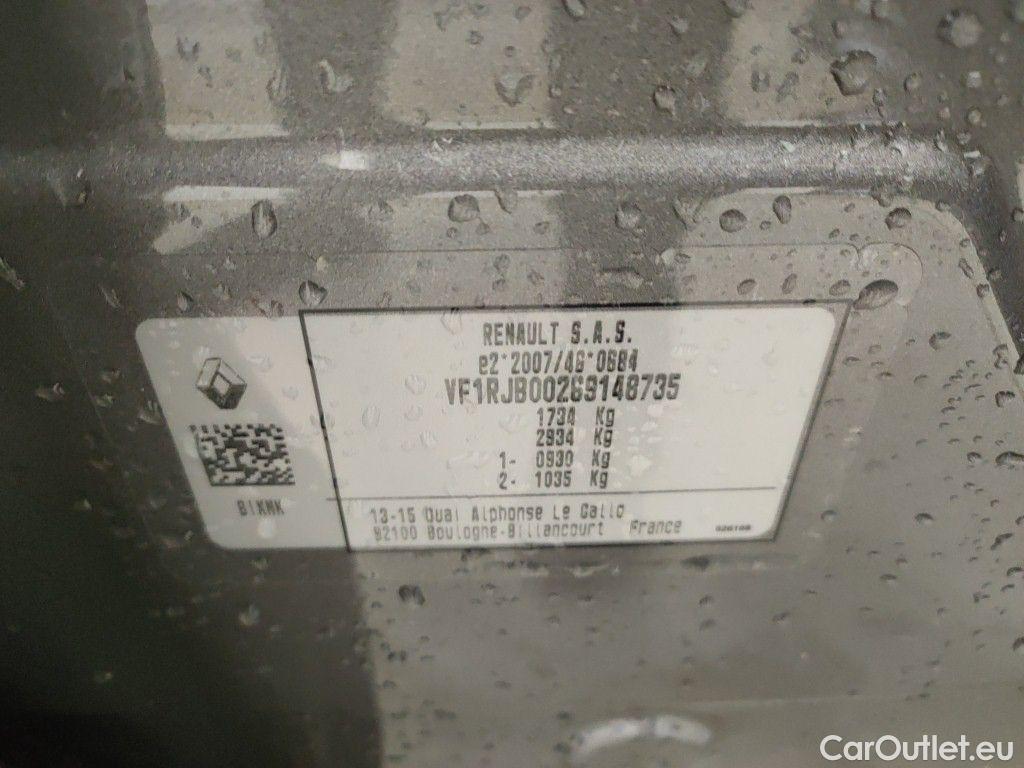 RENAULT S.A.S.
e2*2007/46*0684
VF1RJB00269148735
1734 Kg
2934 Kg
1- 0930 Kg
2- 1035 Kg
B1KMK
13-15 Quai Alphonse Le Gallo
92100 Boulogne-Billancourt France
CarOutlet.eu